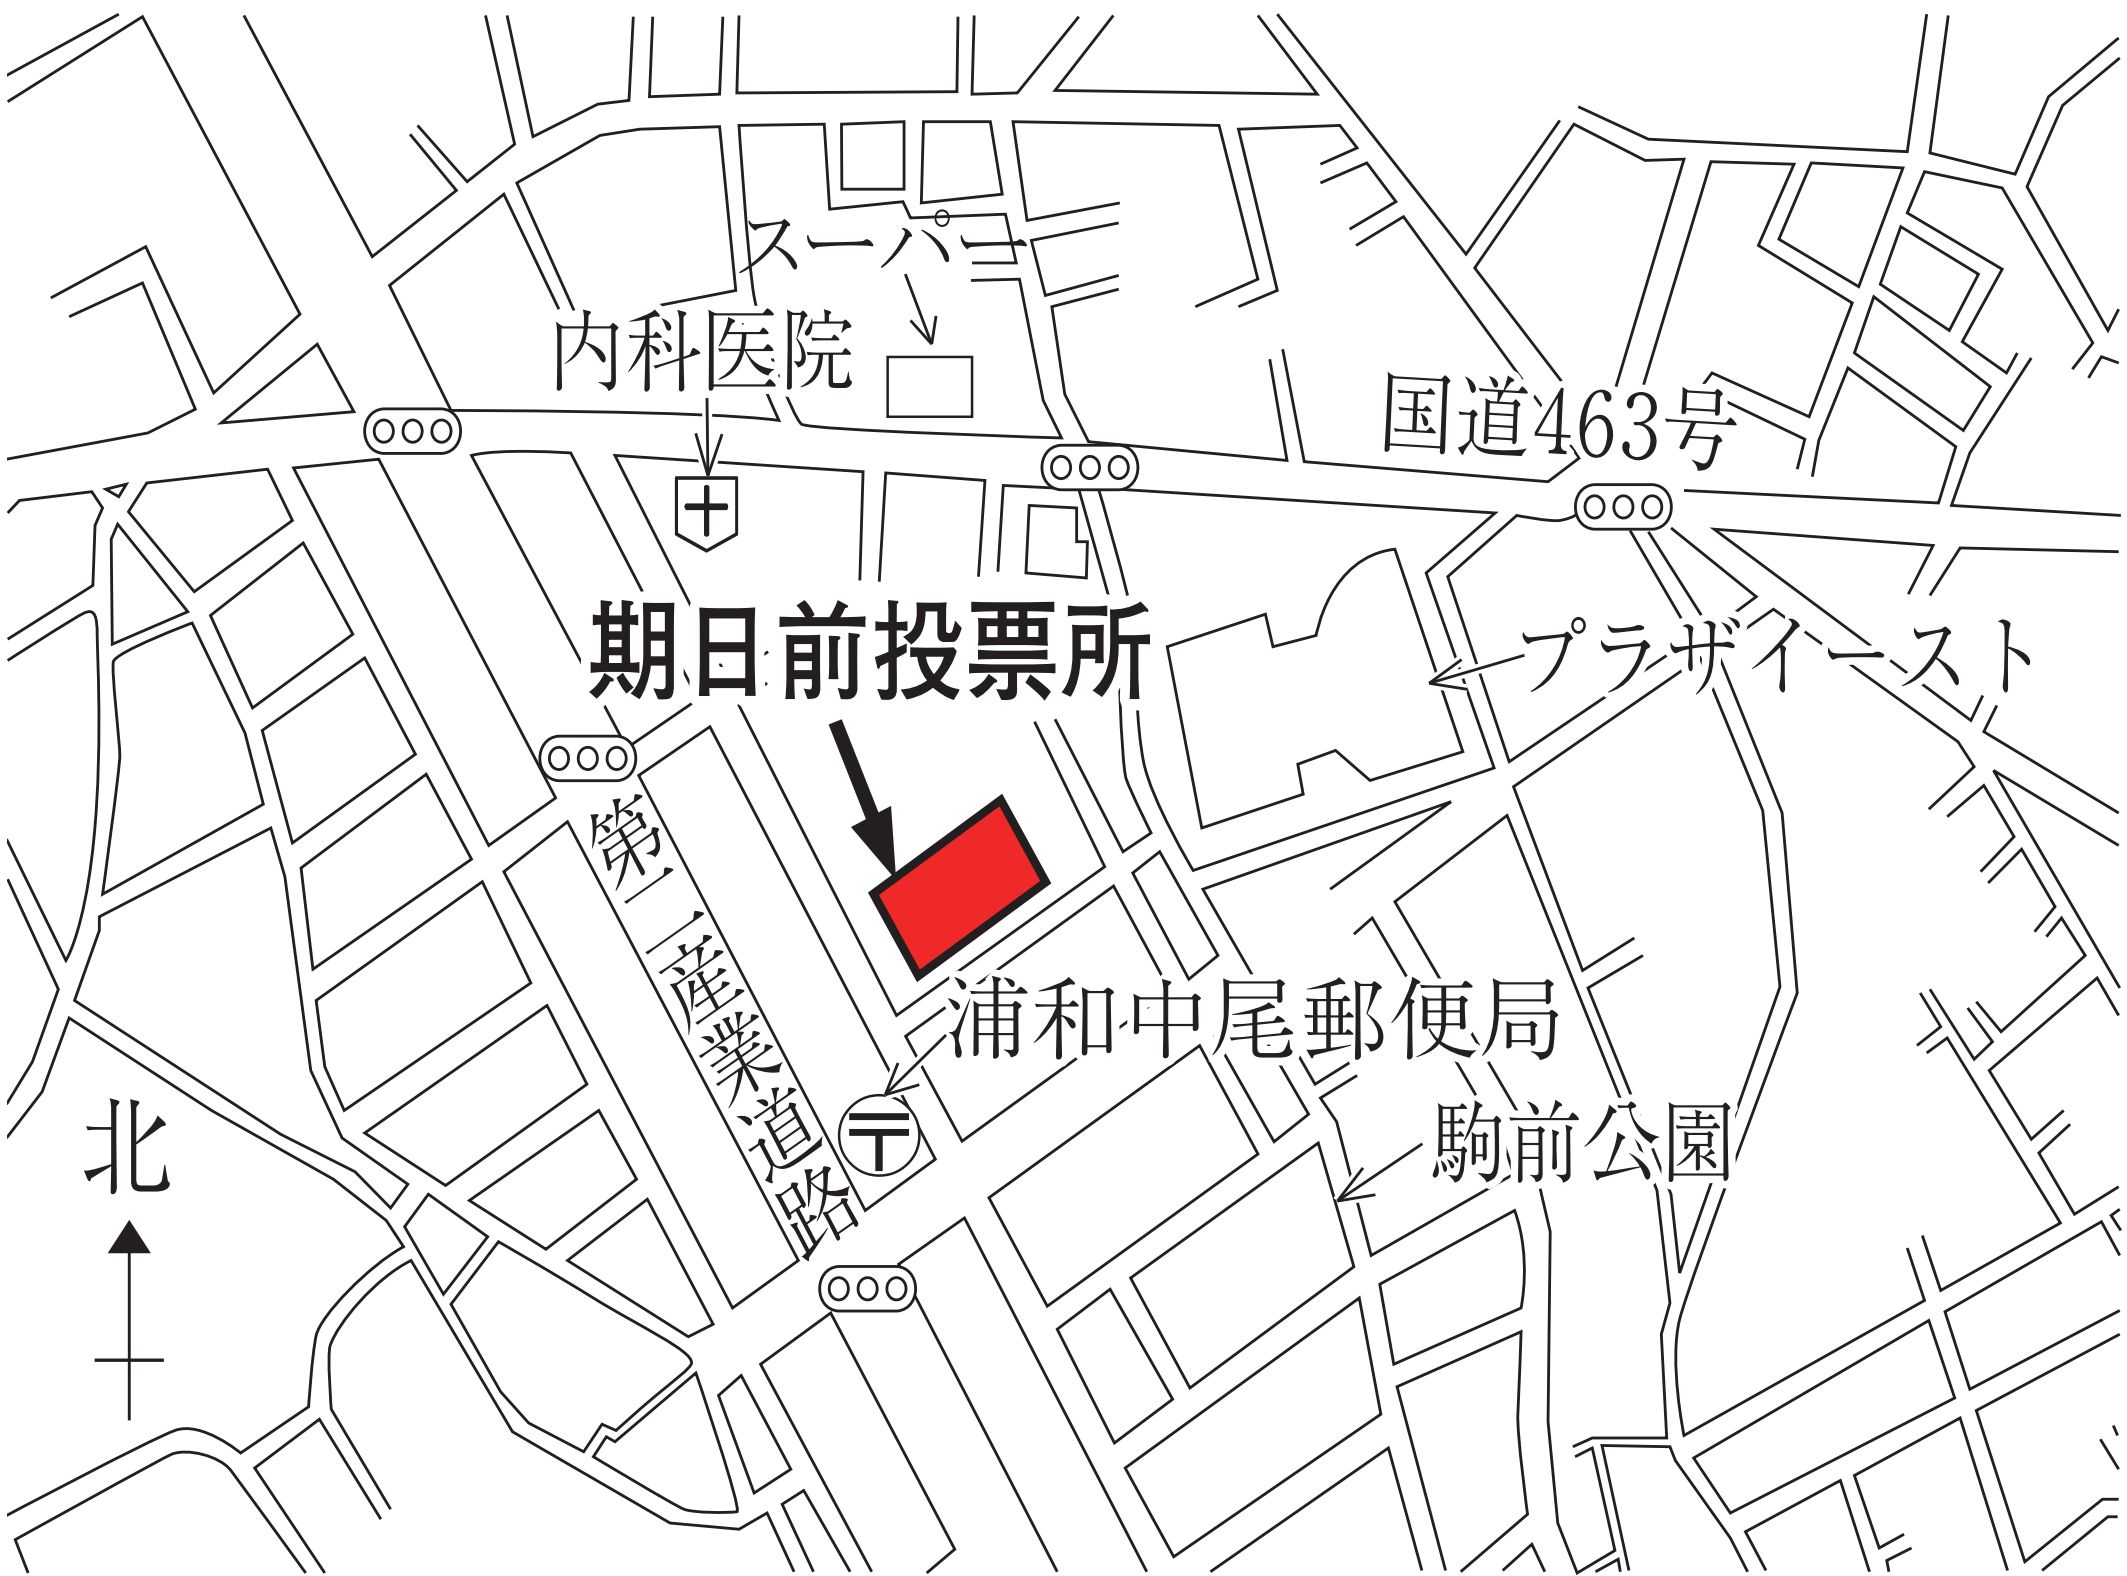 スーパー
内科医院
国道463号
期日前投票所
プラザイースト
第二産業道路
浦和中尾郵便局
〒
駒前公園
北